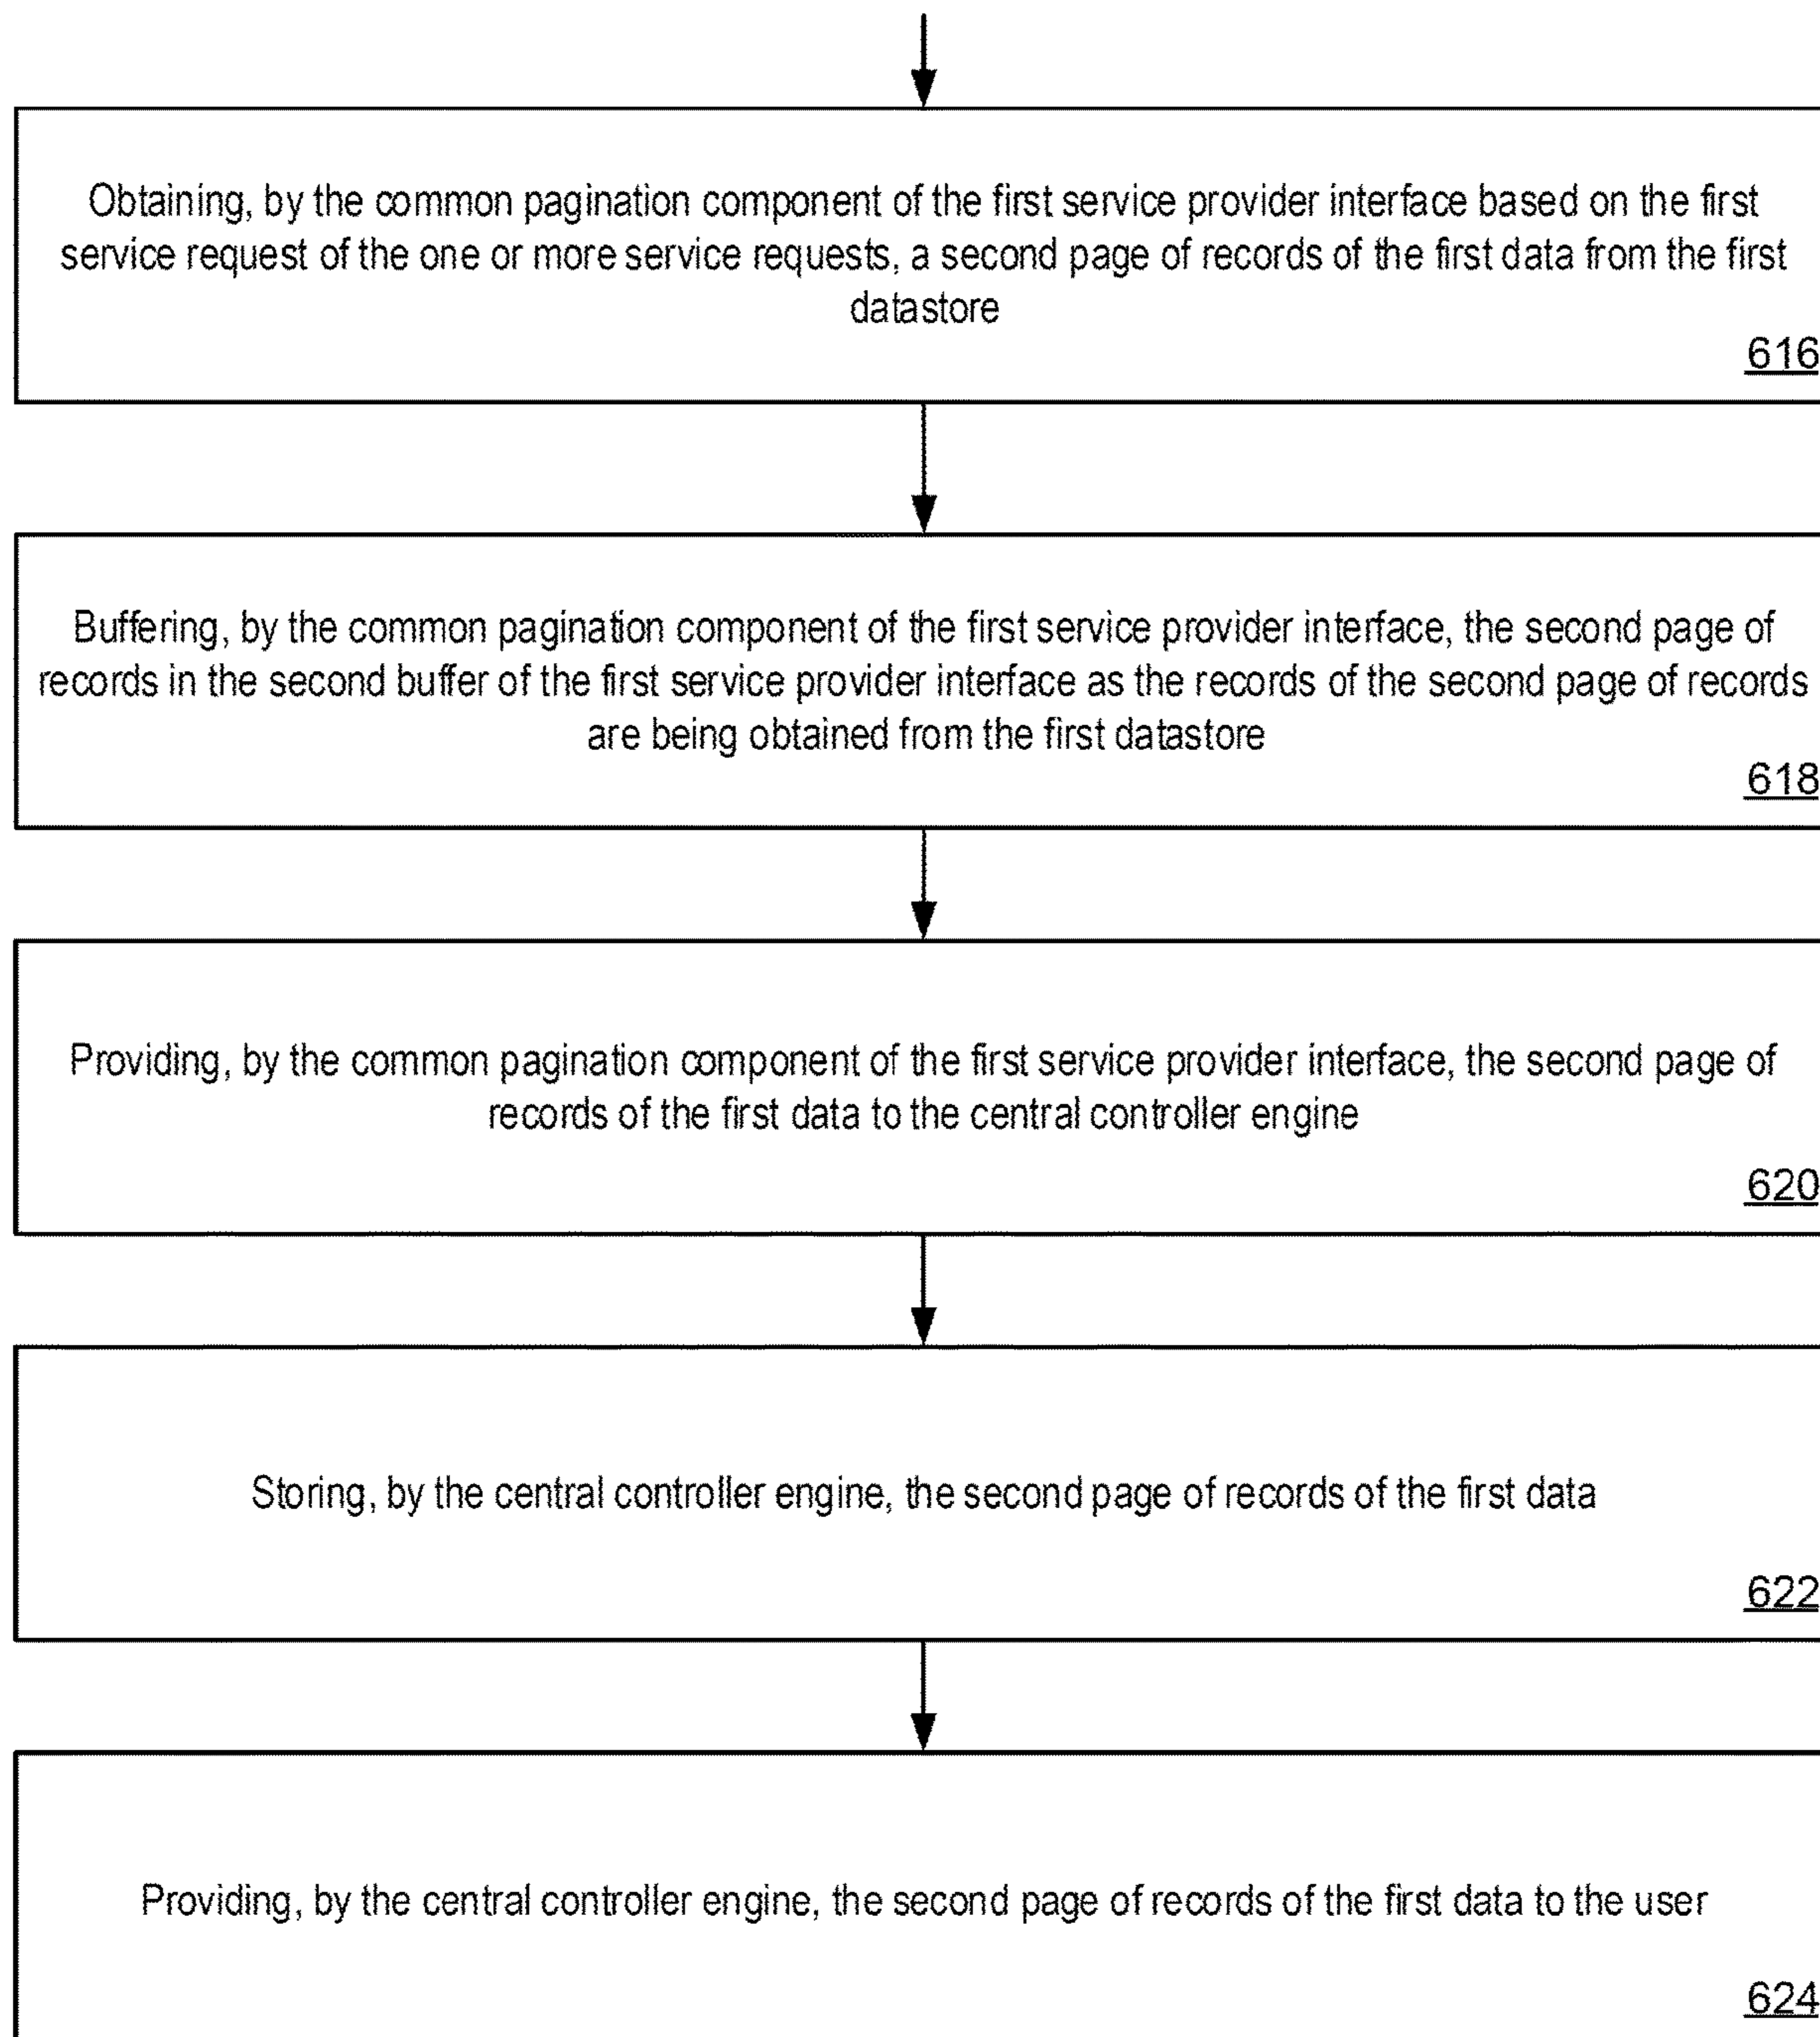 Obtaining, by the common pagination component of the first service provider interface based on the first
service request of the one or more service requests, a second page of records of the first data from the first
datastore
616
Buffering, by the common pagination component of the first service provider interface, the second page of
records in the second buffer of the first service provider interface as the records of the second page of records
are being obtained from the first datastore
618
Providing, by the common pagination component of the first service provider interface, the second page of
records of the first data to the central controller engine
620
Storing, by the central controller engine, the second page of records of the first data
622
Providing, by the central controller engine, the second page of records of the first data to the user
624